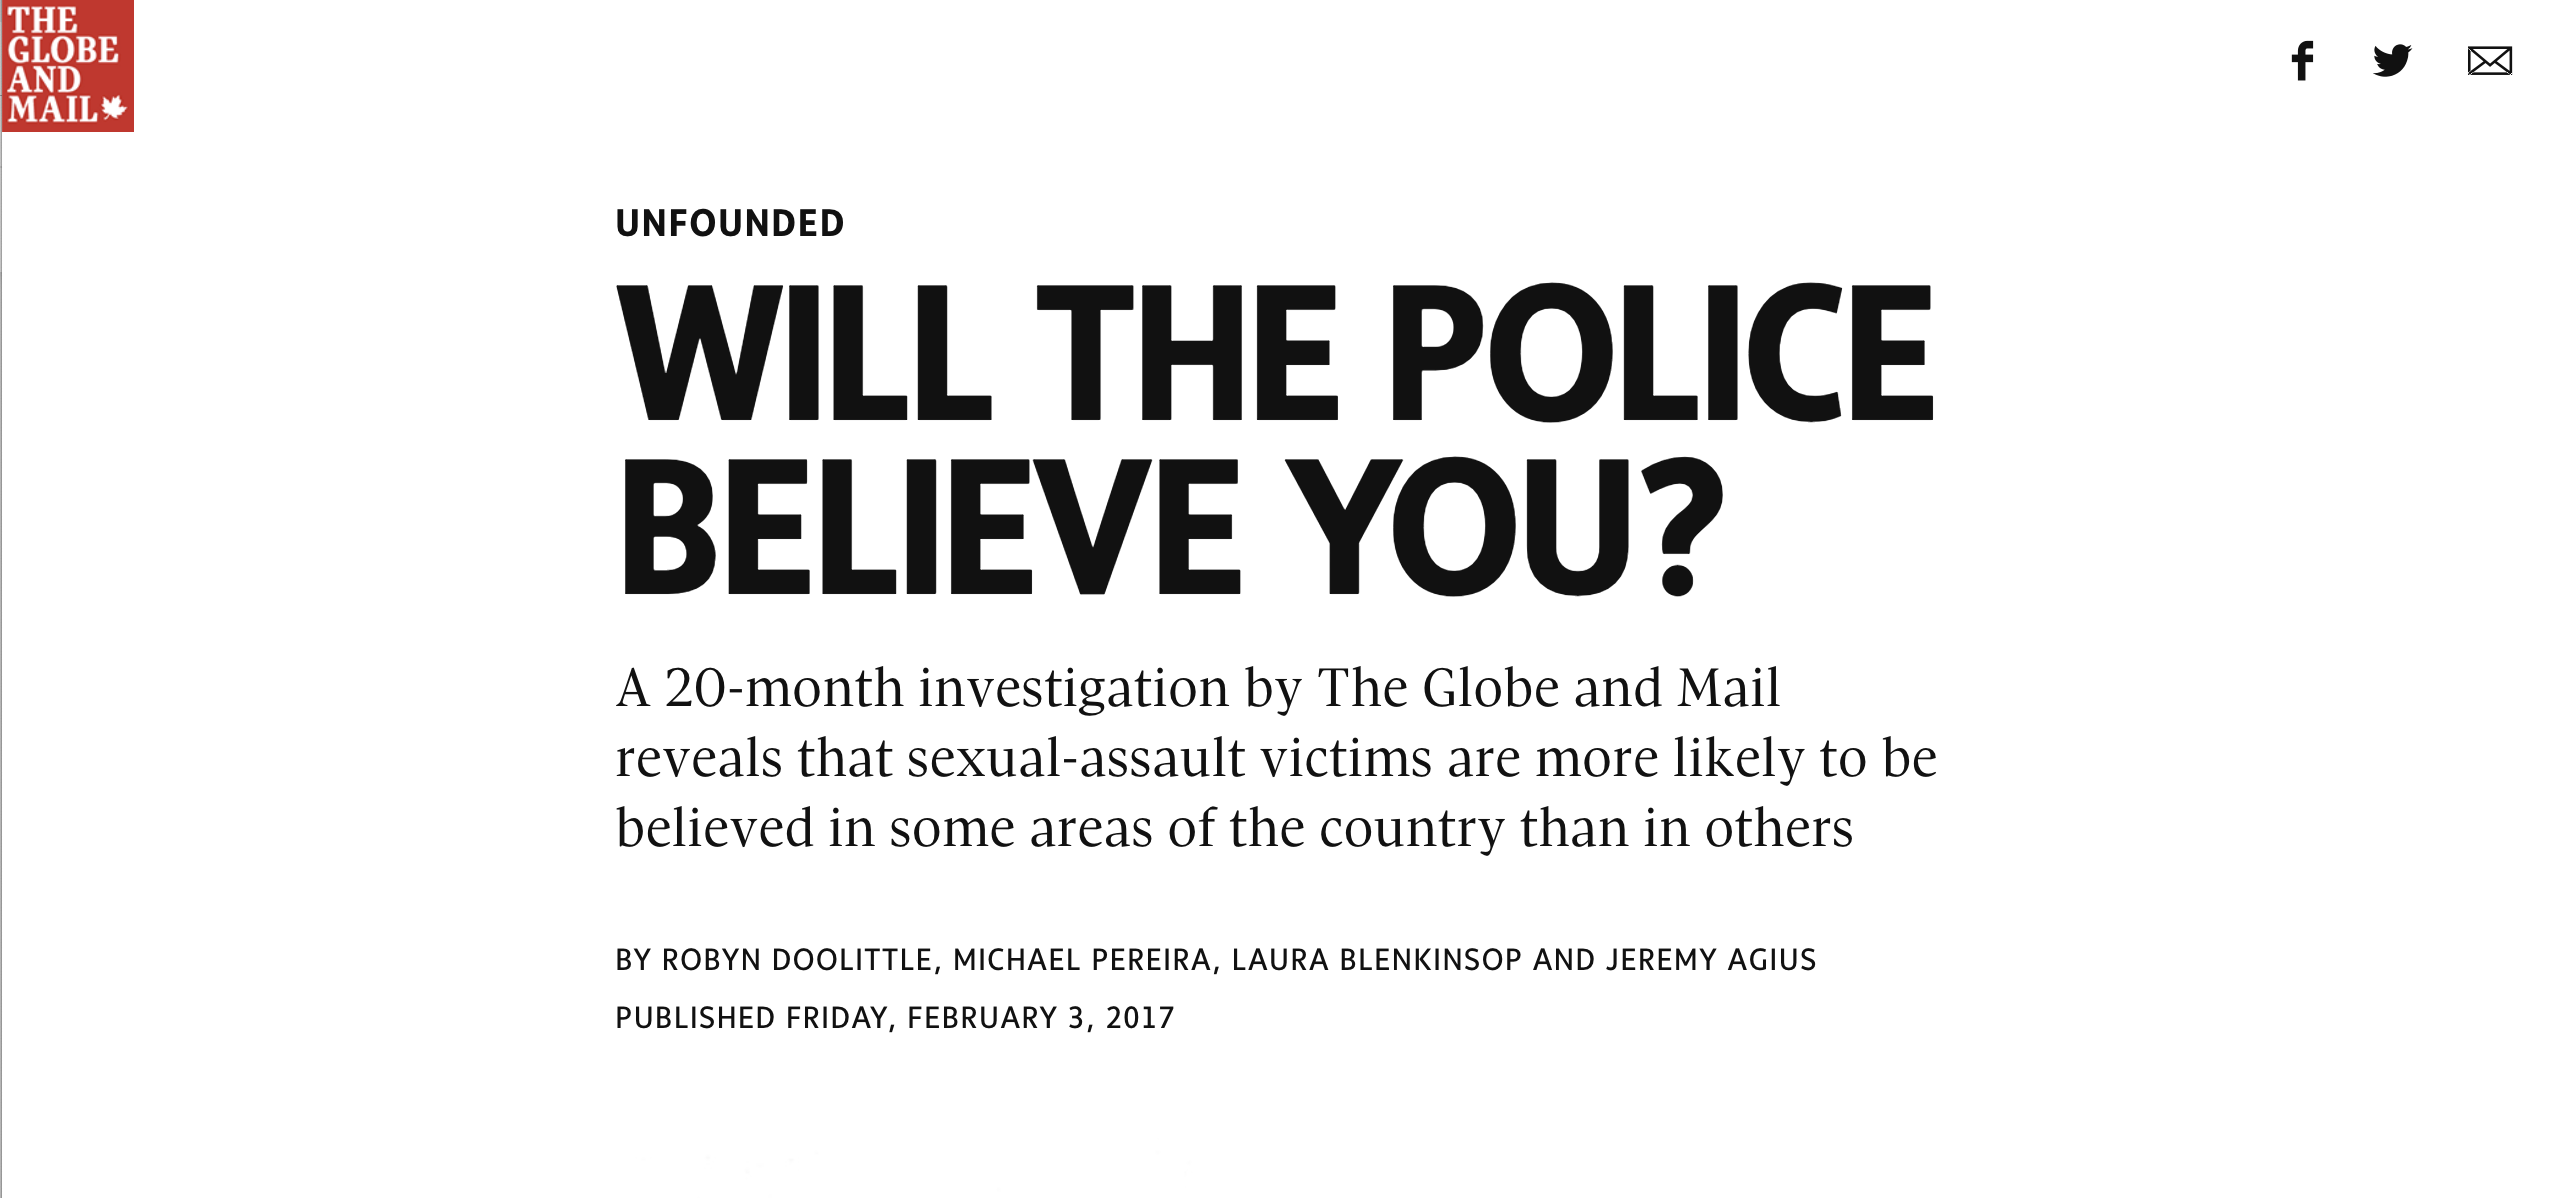 THE
GLOBE
AND
MAIL
UNFOUNDED
WILL THE POLICE
BELIEVE YOU?
A 20-month investigation by The Globe and Mail
reveals that sexual-assault victims are more likely to be
believed in some areas of the country than in others
BY ROBYN DOOLITTLE, MICHAEL PEREIRA, LAURA BLENKINSOP AND JEREMY AGIUS
PUBLISHED FRIDAY, FEBRUARY 3, 2017